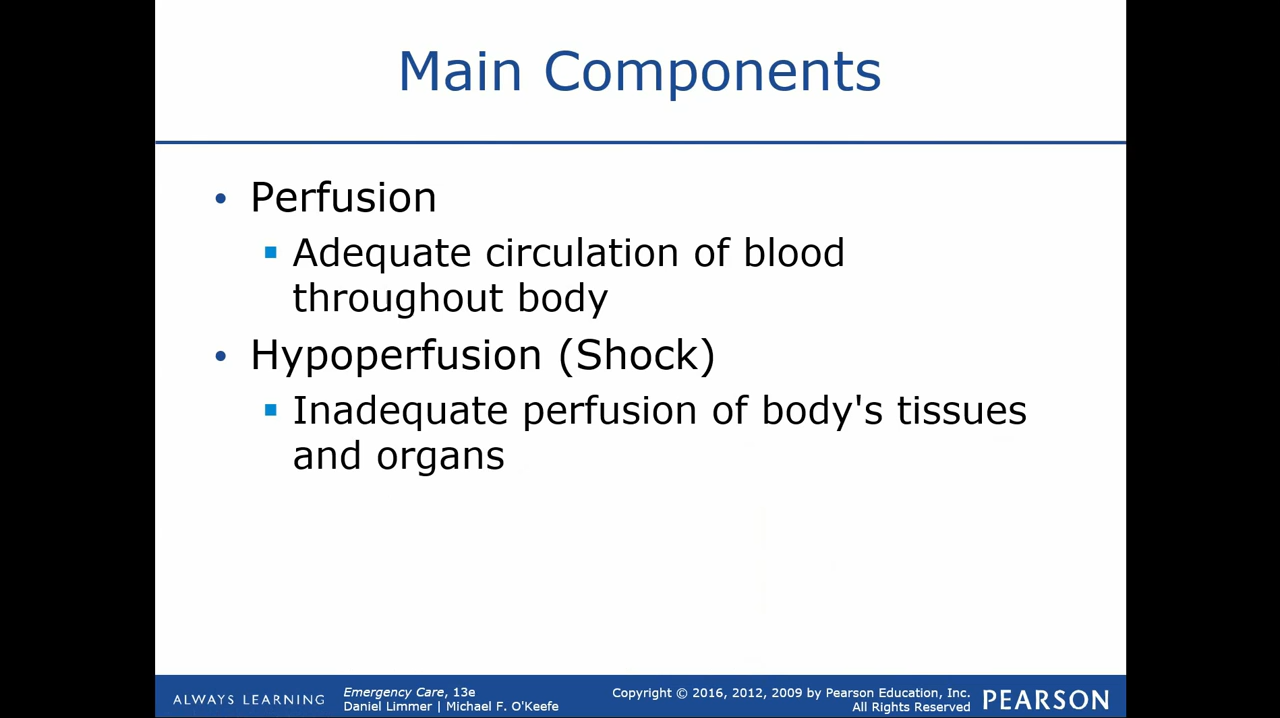 Main Components
• Perfusion
▪ Adequate circulation of blood
throughout body
• Hypoperfusion (Shock)
▪ Inadequate perfusion of body's tissues
and organs
ALWAYS LEARNING
Emergency Care, 13e
Daniel Limmer | Michael F. O'Keefe
Copyright © 2016, 2012, 2009 by Pearson Education, Inc.
All Rights Reserved
PEARSON